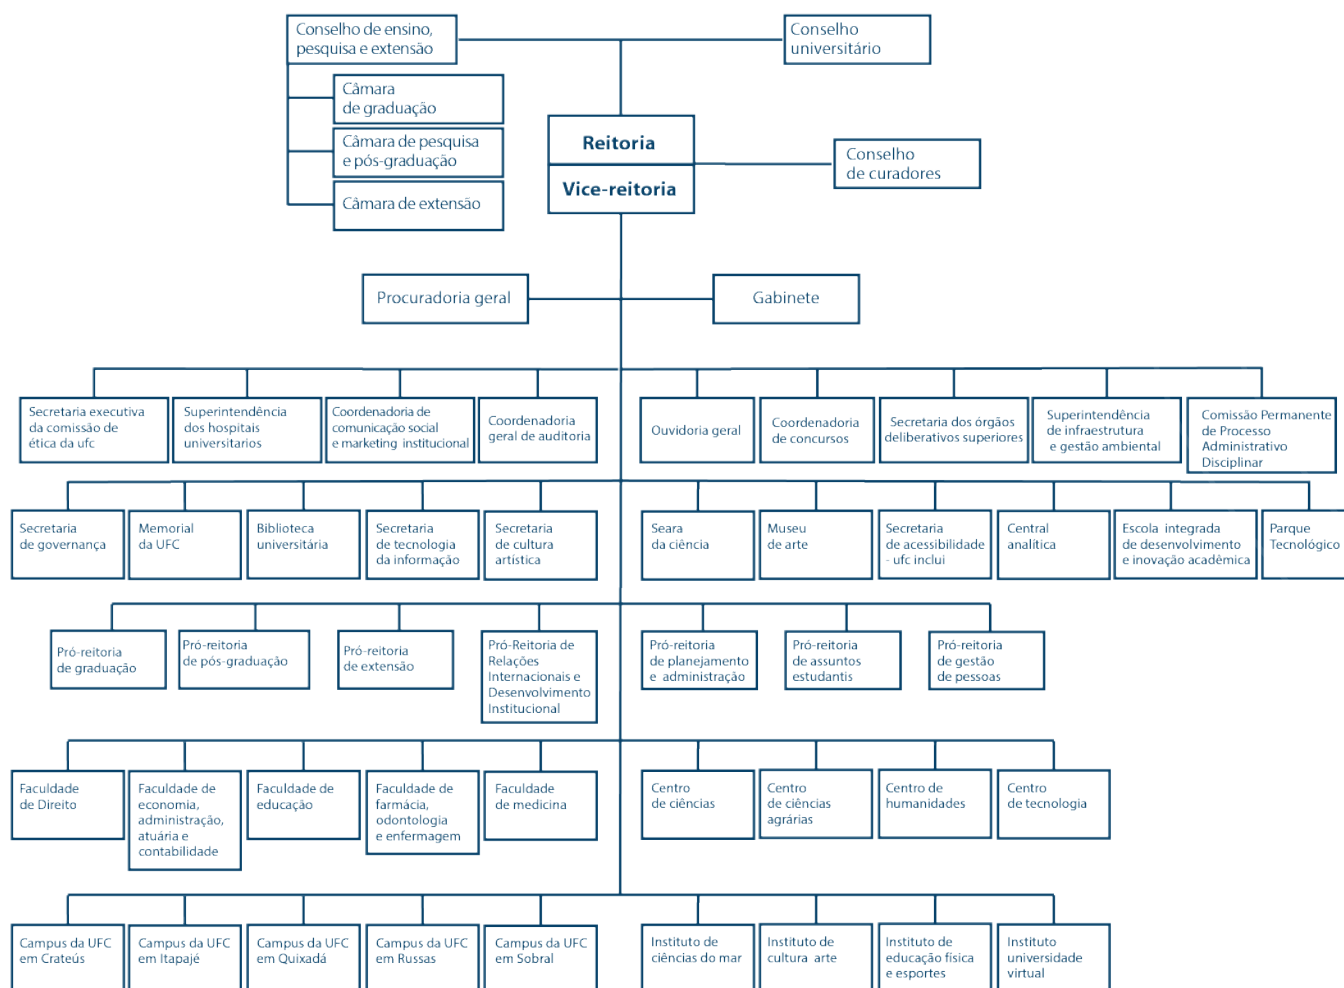 Conselho de ensino,
pesquisa e extensão
Conselho
universitário
Câmara
de graduação
Câmara de pesquisa
e pós-graduação
Câmara de extensão
Reitoria
Vice-reitoria
Conselho
de curadores
Procuradoria geral
Gabinete
Secretaria executiva
da comissão de
ética da ufc
Superintendência
dos hospitais
universitarios
Coordenadoria de
comunicação social
e marketing institucional
Coordenadoria
geral de auditoria
Ouvidoria geral
Coordenadoria
de concursos
Secretaria dos órgãos
deliberativos superiores
Superintendência
de infraestrutura
e gestão ambiental
Comissão Permanente
de Processo
Administrativo
Disciplinar
Secretaria
de governança
Memorial
da UFC
Biblioteca
universitária
Secretaria
de tecnologia
da informação
Secretaria
de cultura
artística
Seara
da ciência
Museu
de arte
Secretaria
de acessibilidade
- ufc inclui
Central
analítica
Escola integrada
de desenvolvimento
e inovação acadêmica
Parque
Tecnológico
Pró-reitoria
de graduação
Pró-reitoria
de pós-graduação
Pró-reitoria
de extensão
Pró-Reitoria de
Relações
Internacionais e
Desenvolvimento
Institucional
Pró-reitoria
de planejamento
e administração
Pró-reitoria
de assuntos
estudantis
Pró-reitoria
de gestão
de pessoas
Faculdade
de Direito
Faculdade de
economia,
administração,
atuária e
contabilidade
Faculdade de
educação
Faculdade de
farmácia,
odontologia
e enfermagem
Faculdade
de medicina
Centro
de ciências
Centro
de ciências
agrárias
Centro de
humanidades
Centro
de tecnologia
Campus da UFC
em Crateús
Campus da UFC
em Itapajé
Campus da UFC
em Quixadá
Campus da UFC
em Russas
Campus da UFC
em Sobral
Instituto de
ciências do mar
Instituto de
cultura arte
Instituto de
educação física
e esportes
Instituto
universidade
virtual